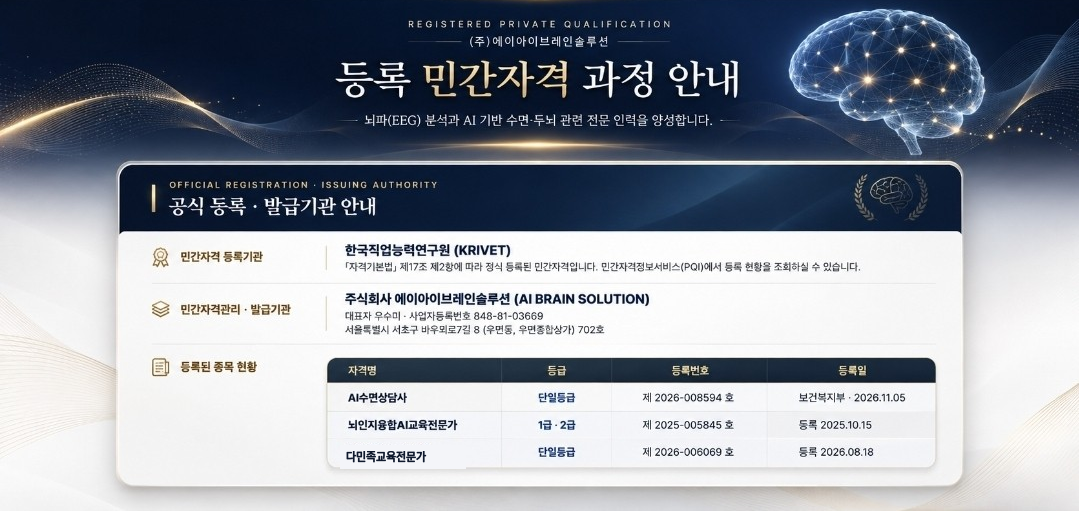 REGISTERED PRIVATE QUALIFICATION
(주)에이아이브레인솔루션
등록 민간자격 과정 안내
뇌파(EEG) 분석과 AI 기반 수면·두뇌 관련 전문 인력을 양성합니다.
OFFICIAL REGISTRATION · ISSUING AUTHORITY
공식 등록 · 발급기관 안내
민간자격 등록기관
한국직업능력연구원 (KRIVET)
「자격기본법」 제17조 제2항에 따라 정식 등록된 민간자격입니다. 민간자격정보서비스(PQI)에서 등록 현황을 조회하실 수 있습니다.
민간자격관리 · 발급기관
주식회사 에이아이브레인솔루션 (AI BRAIN SOLUTION)
대표자 우수미 · 사업자등록번호 848-81-03669
서울특별시 서초구 바우뫼로7길 8 (우면동, 우면종합상가) 702호
등록된 종목 현황
자격명 등급 등록번호 등록일
AI수면상담사 단일등급 제 2026-008594 호 보건복지부 · 2026.11.05
뇌인지융합AI교육전문가 1급 · 2급 제 2025-005845 호 등록 2025.10.15
다민족교육전문가 단일등급 제 2026-006069 호 등록 2026.08.18